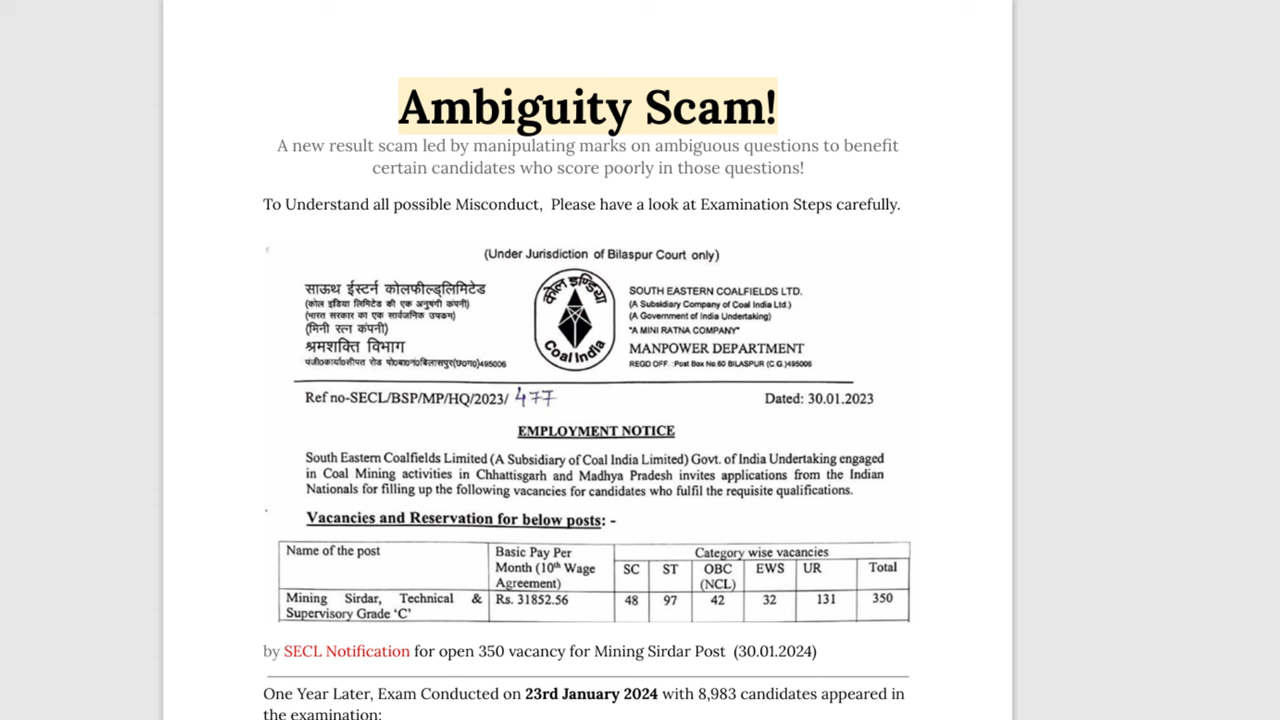 Ambiguity Scam!
A new result scam led by manipulating marks on ambiguous questions to benefit
certain candidates who score poorly in those questions!
To Understand all possible Misconduct,  Please have a look at Examination Steps carefully.
(Under Jurisdiction of Bilaspur Court only)
साऊथ ईस्टर्न कोलफील्ड्लिमिटेड
(कोल इंडिया लिमिटेड की एक अनुषंगी कंपनी)
(भारत सरकार का एक सार्वजनिक उपक्रम)
(मिनी रत्न कंपनी)
श्रमशक्ति विभाग
कोल इण्डिया
Coal India
SOUTH EASTERN COALFIELDS LTD.
(A Subsidiary Company of Coal India Ltd.)
(A Government of India Undertaking)
"A MINI RATNA COMPANY"
MANPOWER DEPARTMENT
REGD OFF. :Post Box No.60 BILASPUR (C.G.)495006
Ref no-SECL/BSP/MP/HQ/2023/ 477
Dated: 30.01.2023
EMPLOYMENT NOTICE
South Eastern Coalfields Limited (A Subsidiary of Coal India Limited) Govt. of India Undertaking engaged
in Coal Mining activities in Chhattisgarh and Madhya Pradesh invites applications from the Indian
Nationals for filling up the following vacancies for candidates who fulfil the requisite qualifications.
Vacancies and Reservation for below posts: -
Name of the post
Basic Pay Per
Month (10th Wage
Agreement)
Category wise vacancies
SC ST OBC (NCL) EWS UR Total
Mining Sirdar, Technical &
Supervisory Grade 'C'
Rs. 31852.56 48 97 42 32 131 350
by SECL Notification for open 350 vacancy for Mining Sirdar Post  (30.01.2024)
One Year Later, Exam Conducted on 23rd January 2024 with 8,983 candidates appeared in
the examination: